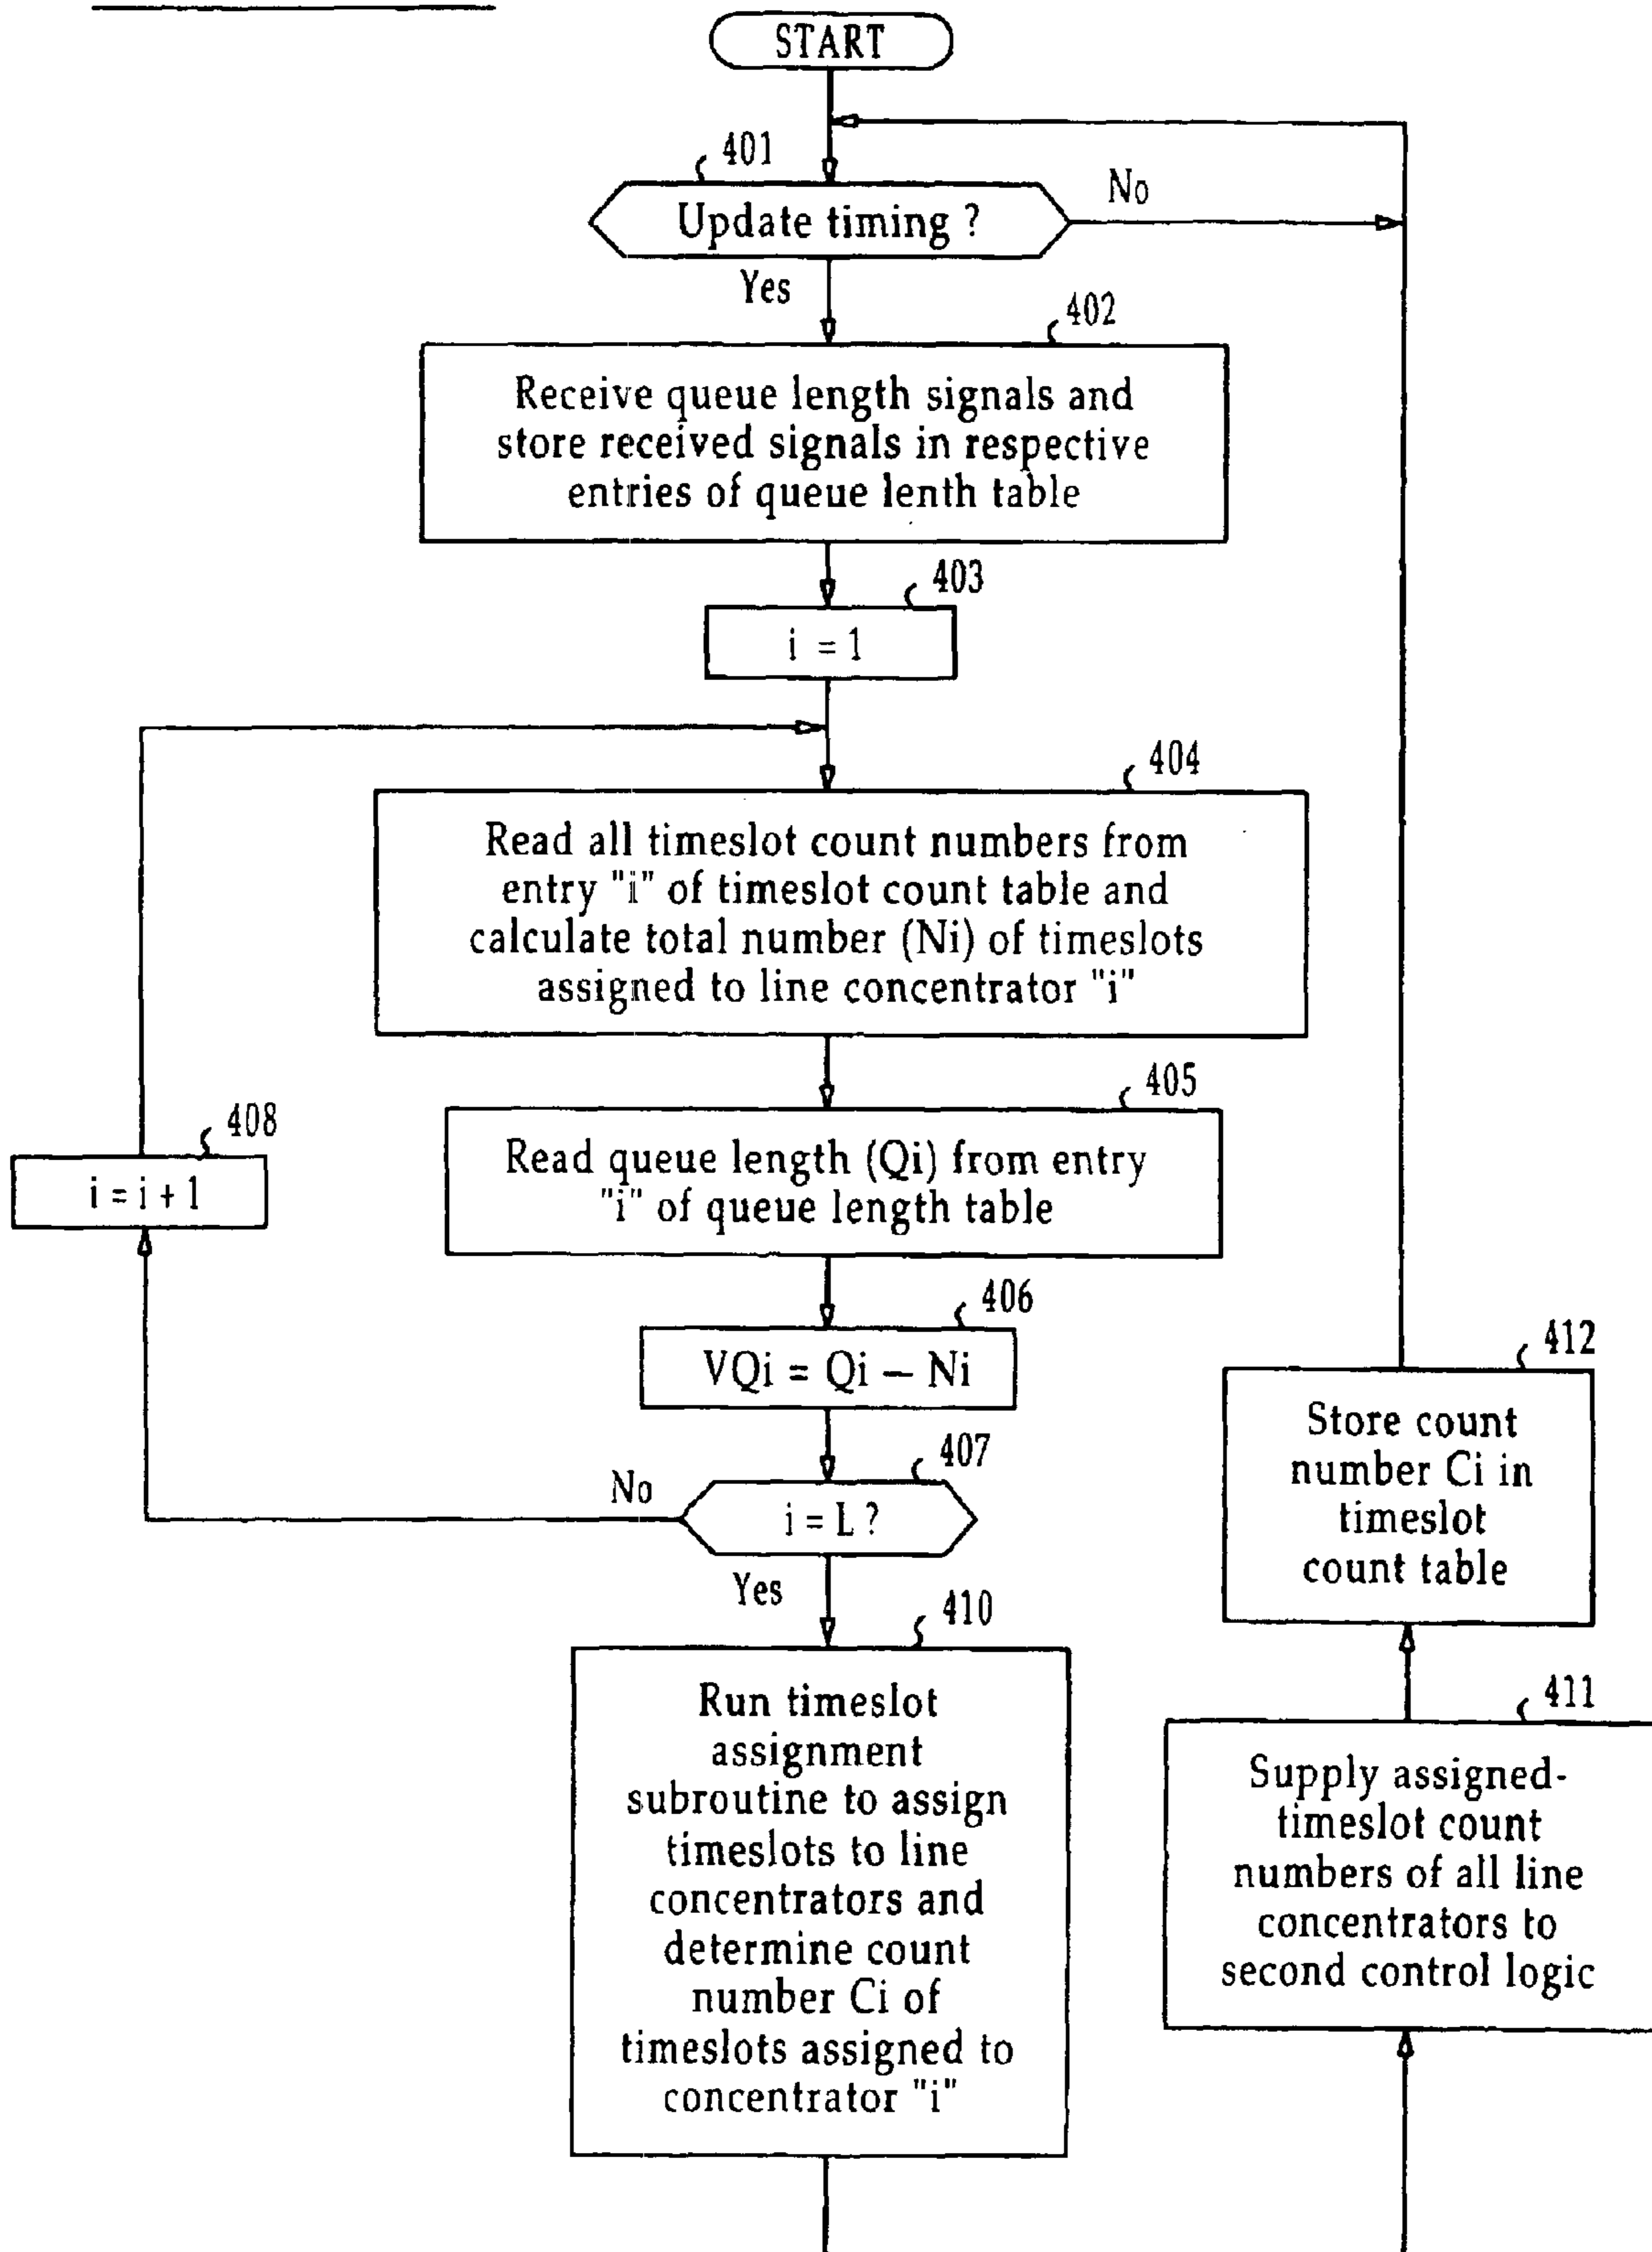 START
401
Update timing ?
No
Yes
402
Receive queue length signals and
store received signals in respective
entries of queue lenth table
403
i = 1
404
Read all timeslot count numbers from
entry "i" of timeslot count table and
calculate total number (Ni) of timeslots
assigned to line concentrator "i"
405
Read queue length (Qi) from entry
"i" of queue length table
408
i = i + 1
406
VQi = Qi – Ni
407
i = L ?
No
Yes
410
Run timeslot
assignment
subroutine to assign
timeslots to line
concentrators and
determine count
number Ci of
timeslots assigned to
concentrator "i"
412
Store count
number Ci in
timeslot
count table
411
Supply assigned-
timeslot count
numbers of all line
concentrators to
second control logic